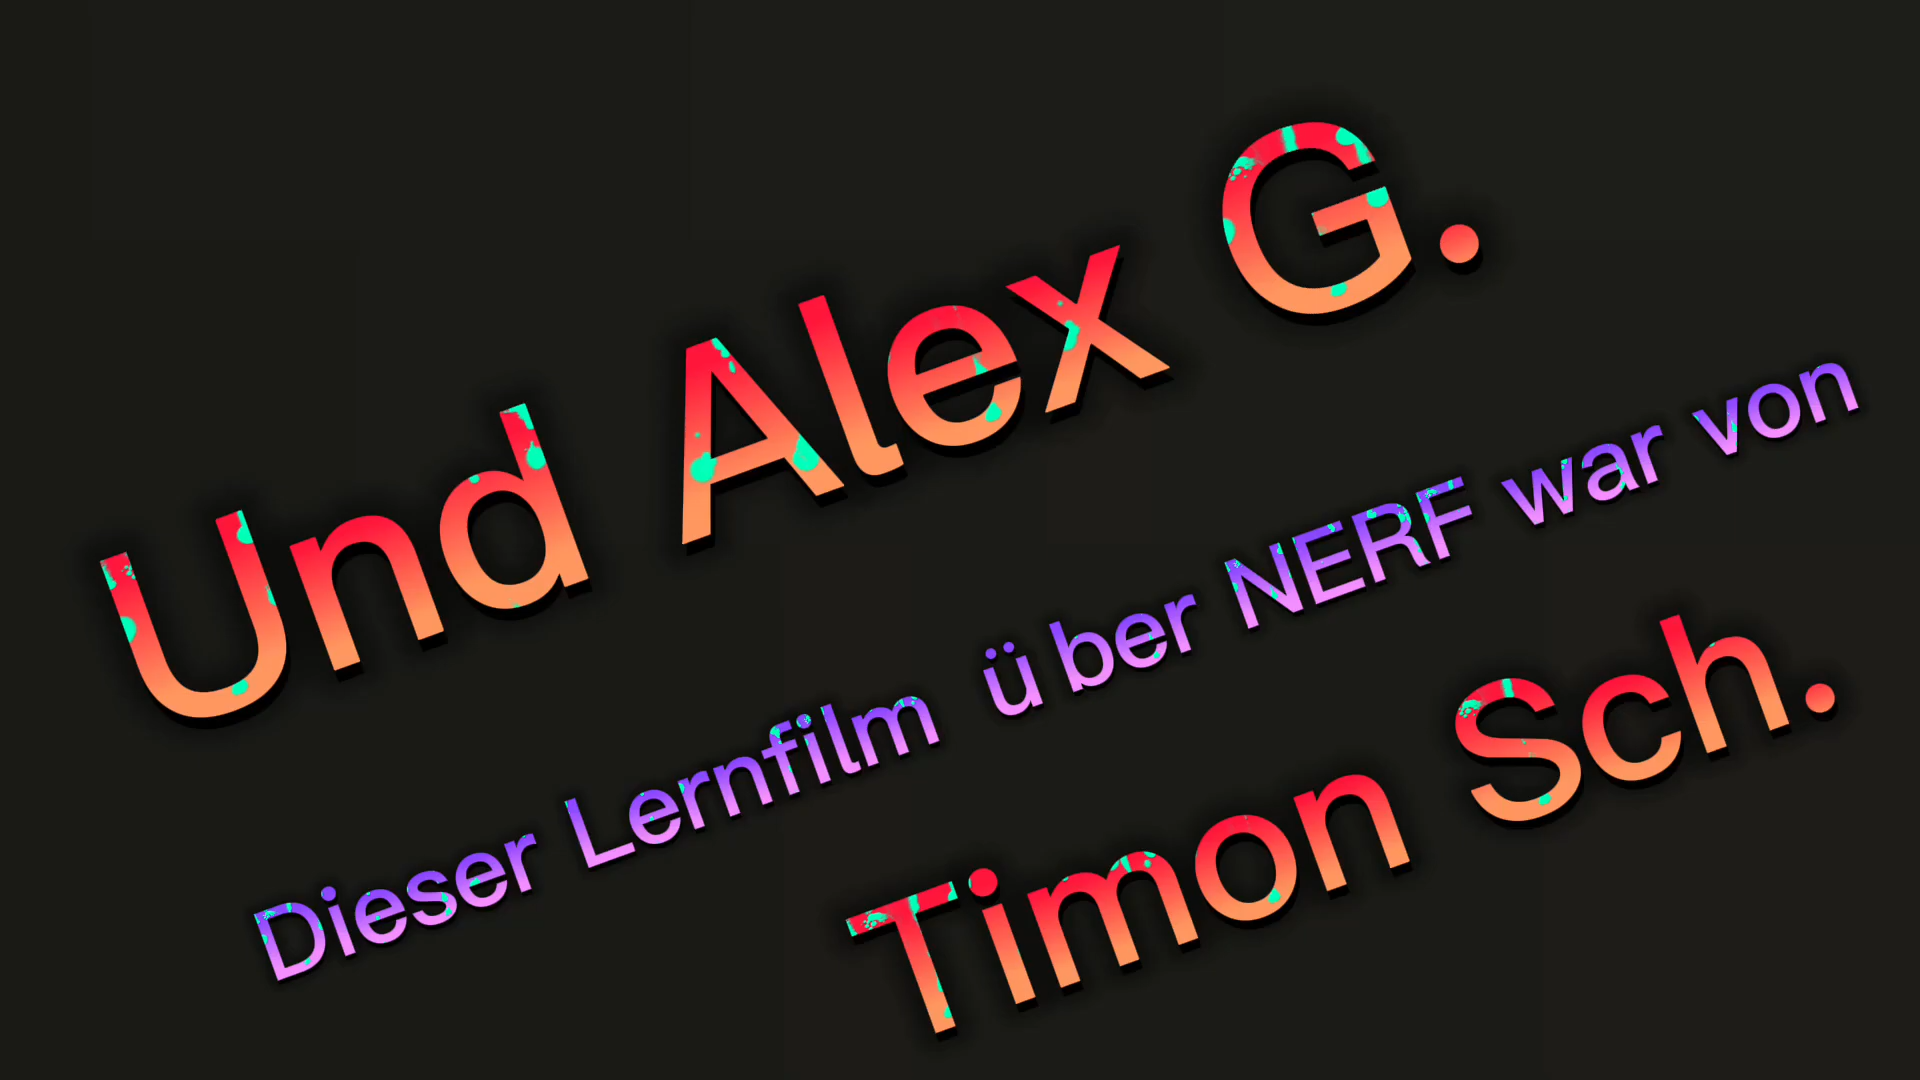 Und Alex G.
Dieser Lernfilm ü ber NERF war von
Timon Sch.